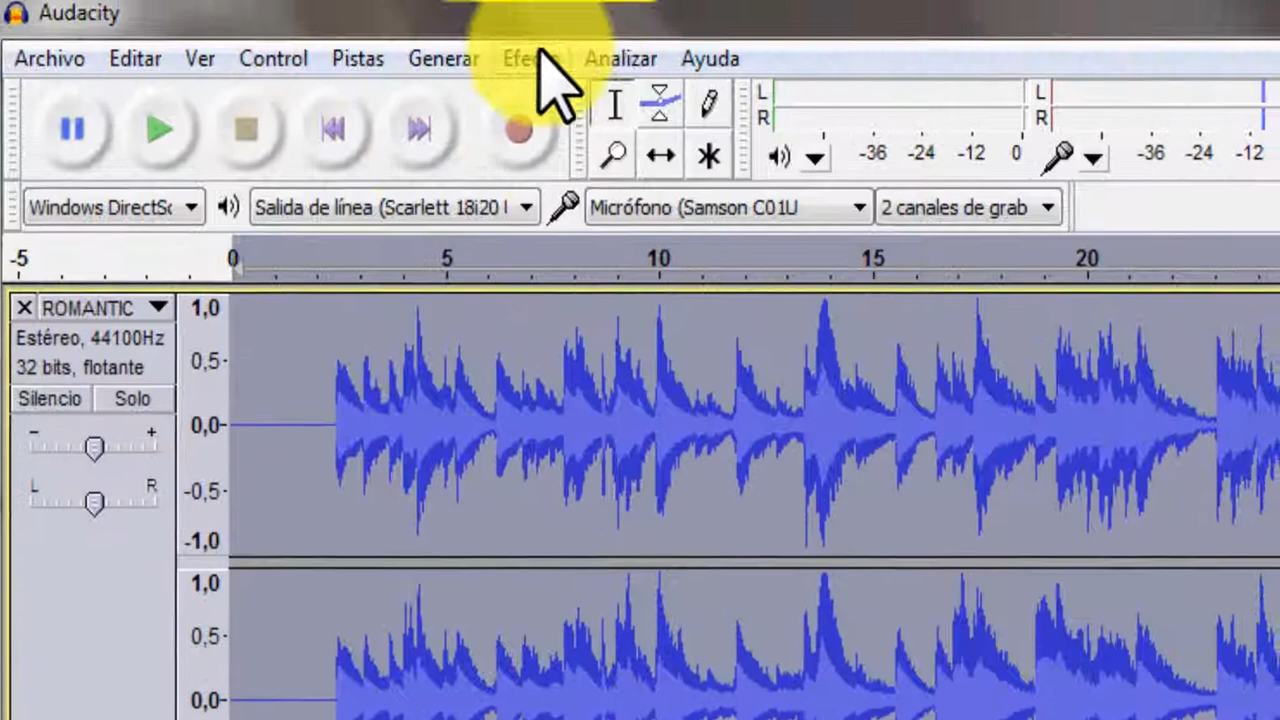 Audacity
Archivo Editar Ver Control Pistas Generar Analizar Ayuda
L R L R
-36 -24 -12 0 -36 -24 -12
Windows DirectSo Salida de línea (Scarlett 18i20 Micrófono (Samson C01U 2 canales de grab
-5 0 5 10 15 20
ROMANTIC
Estéreo, 44100Hz
32 bits, flotante
Silencio Solo
- +
L R
1,0
0,5-
0,0-
-0,5-
-1,0
1,0
0,5-
0,0-